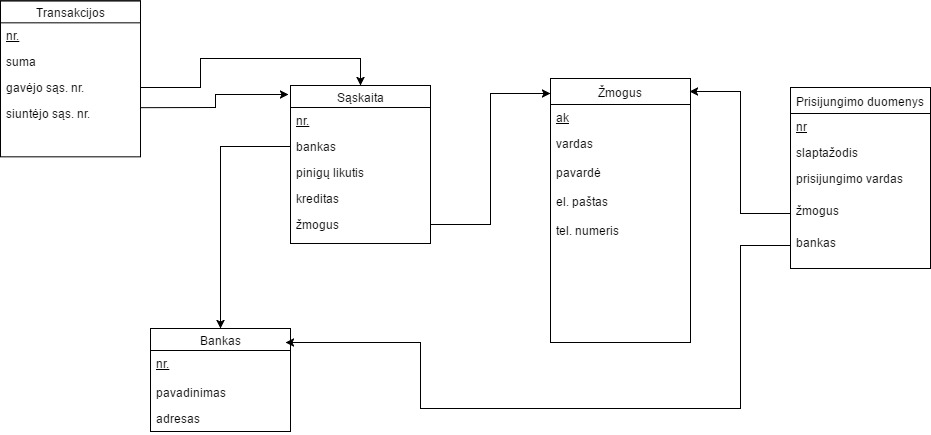 Transakcijos
nr.
suma
gavėjo sąs. nr.
siuntėjo sąs. nr.
Sąskaita
nr.
bankas
pinigų likutis
kreditas
žmogus
Žmogus
ak
vardas
pavardė
el. paštas
tel. numeris
Prisijungimo duomenys
nr
slaptažodis
prisijungimo vardas
žmogus
bankas
Bankas
nr.
pavadinimas
adresas